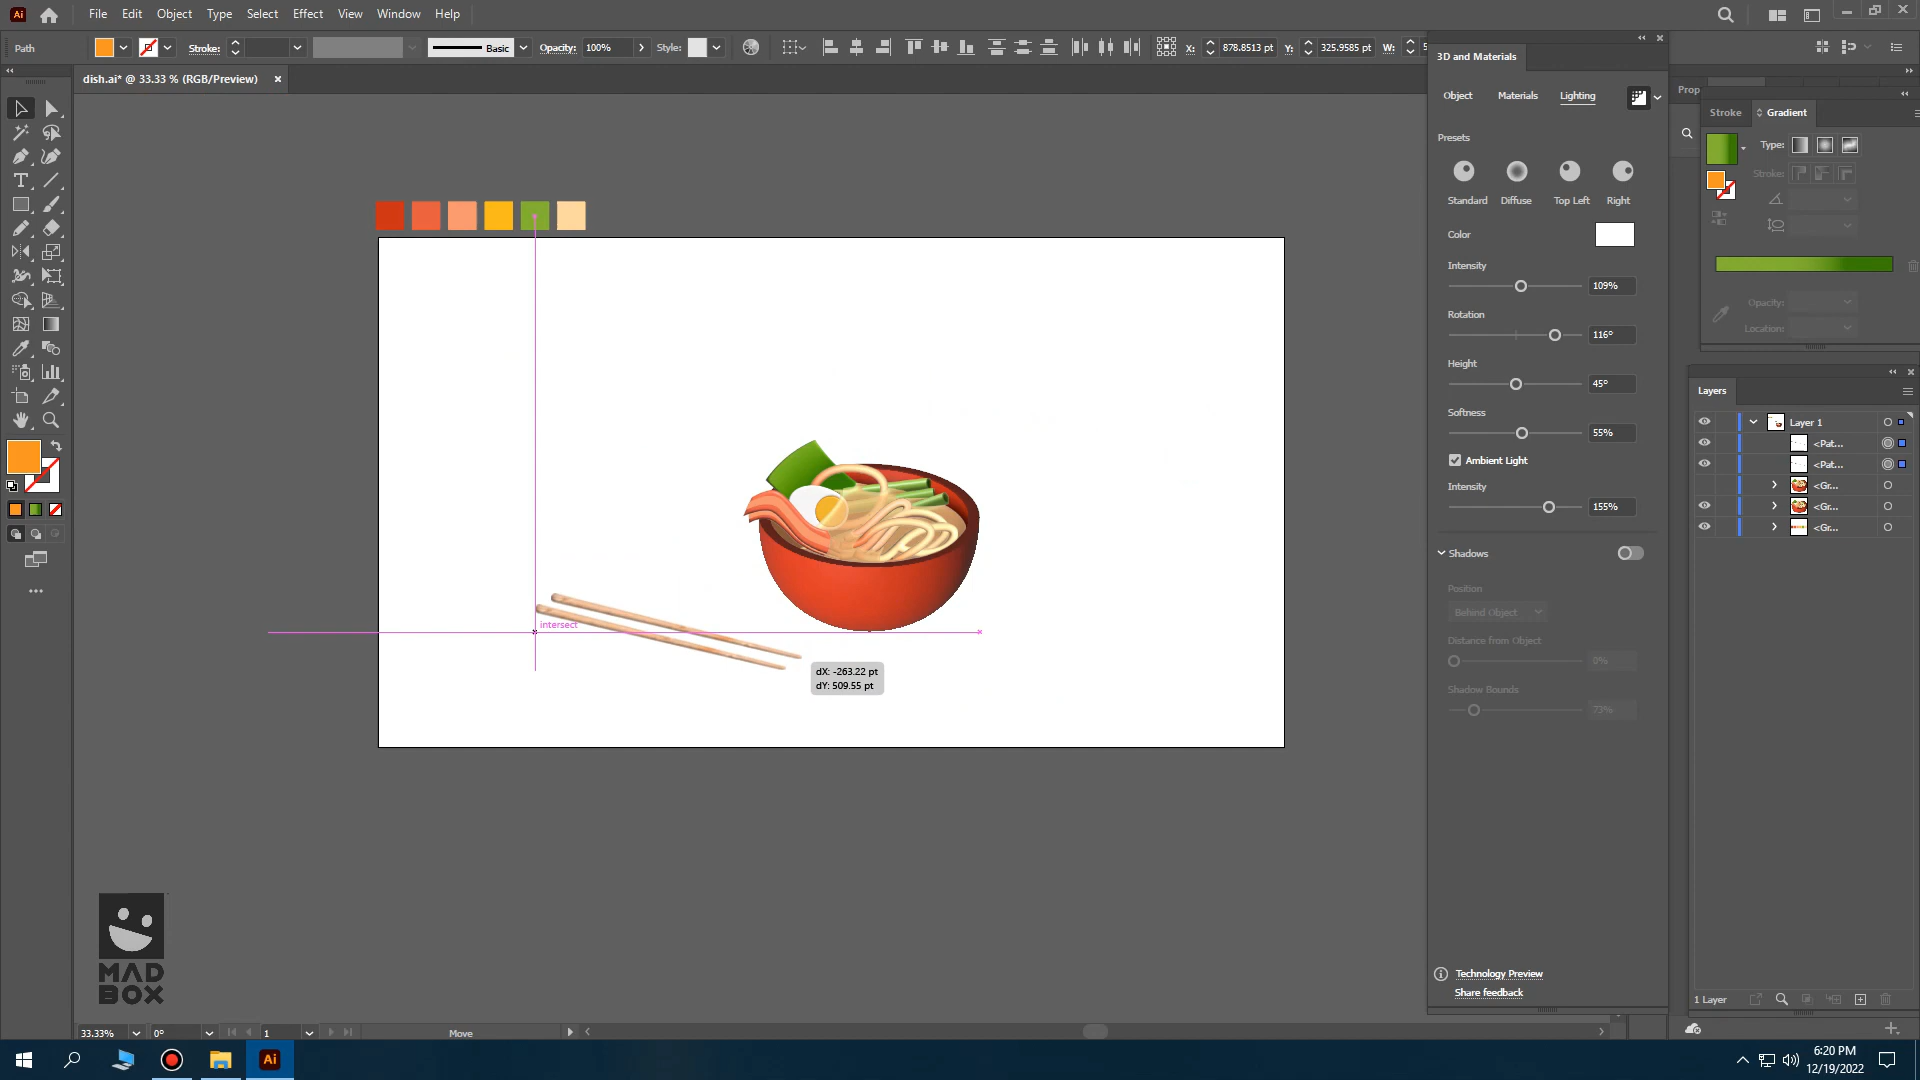 Ai File Edit Object Type Select Effect View Window Help
Path Stroke: Basic Opacity: 100% Style: X: 878.8513 pt Y: 325.9585 pt W:
dish.ai* @ 33.33 % (RGB/Preview)
3D and Materials
Object Materials Lighting
Presets
Standard Diffuse Top Left Right
Color
Intensity
109%
Rotation
116°
Height
45°
Softness
55%
Ambient Light
Intensity
155%
Shadows
Position
Behind Object
Distance from Object
0%
Shadow Bounds
73%
Technology Preview
Share feedback
Prop
Stroke Gradient
Type:
Stroke:
Opacity:
Location:
Layers
Layer 1
<Pat...
<Pat...
<Gr...
<Gr...
<Gr...
1 Layer
intersect
dX: -263.22 pt
dY: 509.55 pt
MAD
BOX
33.33% 0° 1 Move
Ai
6:20 PM
12/19/2022